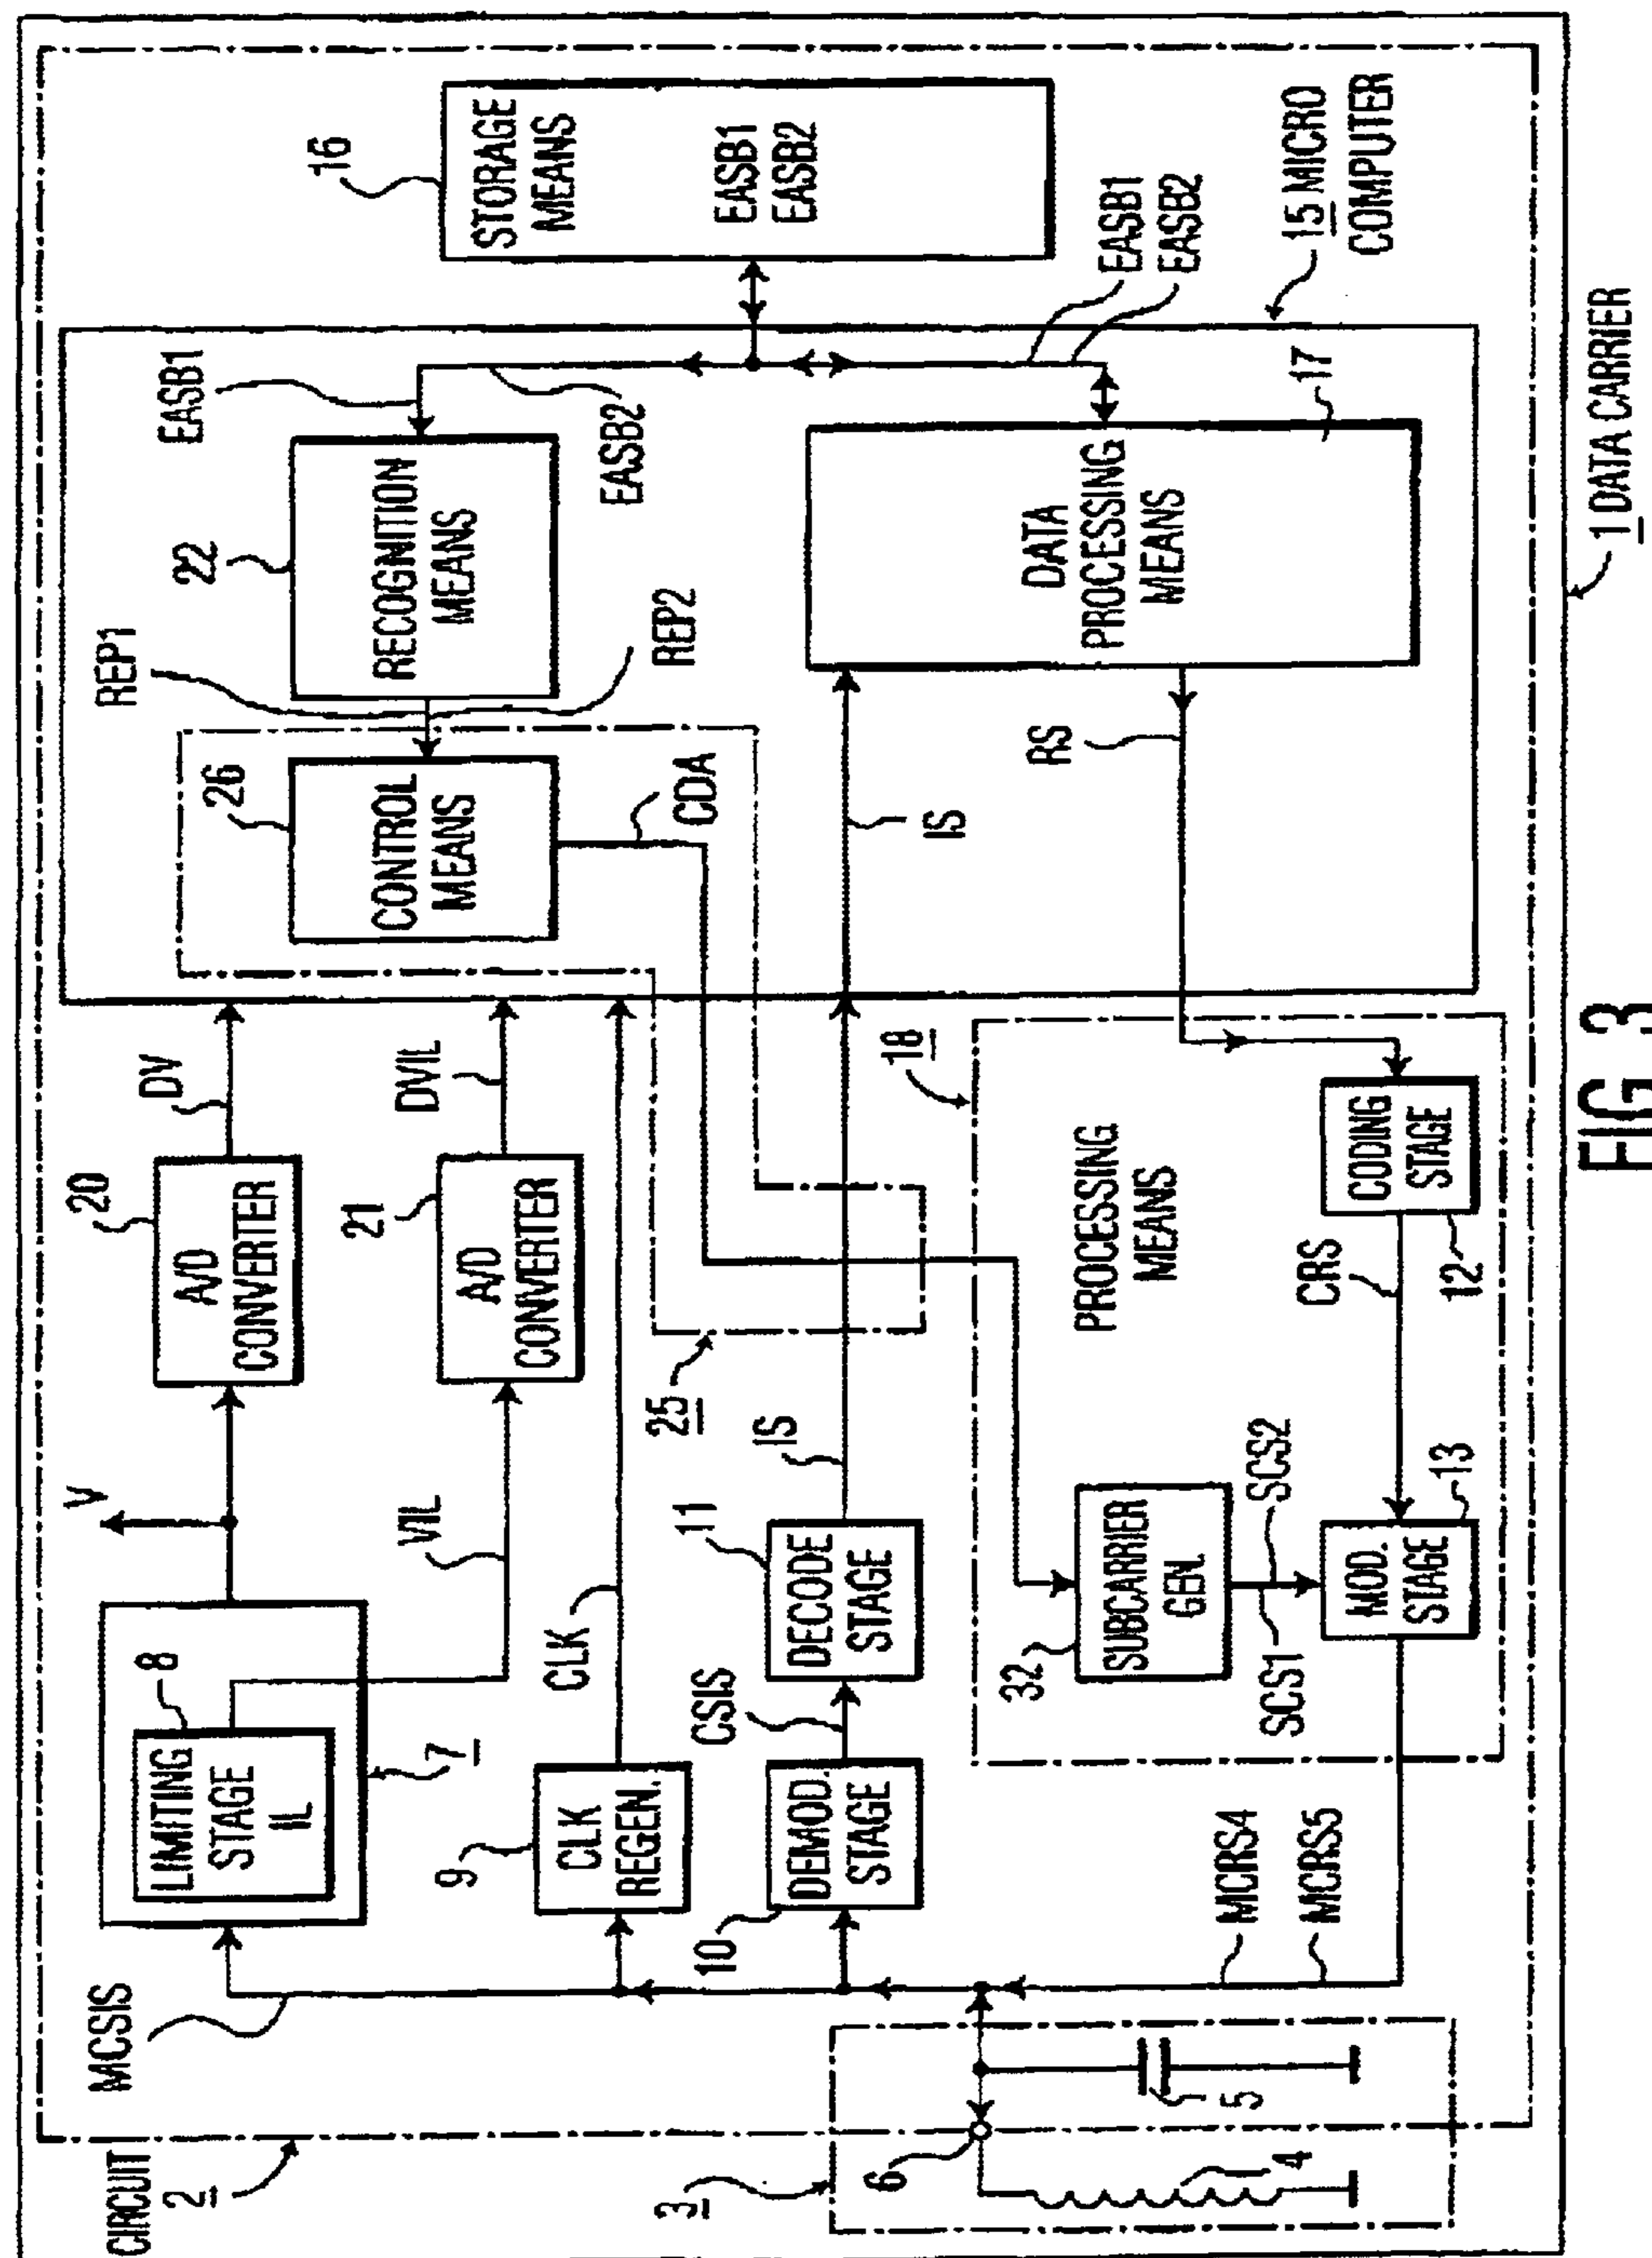 CIRCUIT
2
MCSIS
LIMITING
STAGE
IL
8
7
V
VIL
20
A/D
CONVERTER
DV
21
A/D
CONVERTER
DVIL
9
CLK
REGEN.
CLK
10
DEMOD.
STAGE
CSIS
11
DECODE
STAGE
IS
25
26
CONTROL
MEANS
CDA
REP1
REP2
22
RECOGNITION
MEANS
EASB1
EASB2
16
STORAGE
MEANS
EASB1
EASB2
IS
RS
DATA
PROCESSING
MEANS
17
EASB1
EASB2
15 MICRO
COMPUTER
18
PROCESSING
MEANS
32
SUBCARRIER
GEN.
SCS1
SCS2
MOD.
STAGE
13
CRS
CODING
STAGE
12
MCRS4
MCRS5
3
6
5
4
1 DATA CARRIER
FIG 3